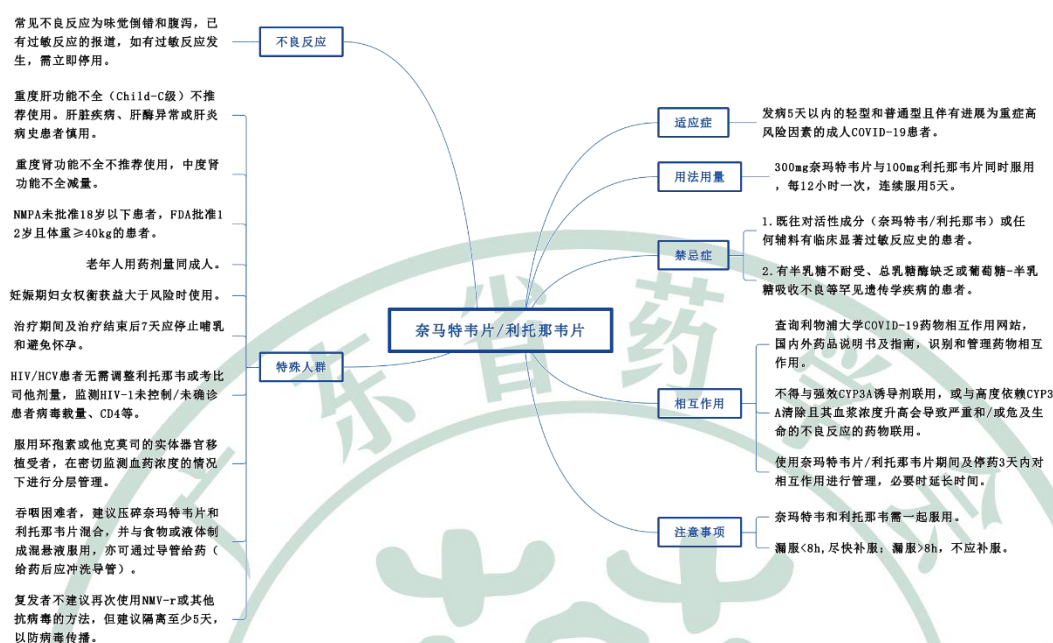 奈马特韦片/利托那韦片
适应症
发病5天以内的轻型和普通型且伴有进展为重症高
风险因素的成人COVID-19患者。
用法用量
300mg奈玛特韦片与100mg利托那韦片同时服用
，每12小时一次，连续服用5天。
禁忌症
1.既往对活性成分（奈玛特韦/利托那韦）或任
何辅料有临床显著过敏反应史的患者。
2.有半乳糖不耐受、总乳糖酶缺乏或葡萄糖-半乳
糖吸收不良等罕见遗传学疾病的患者。
相互作用
查询利物浦大学COVID-19药物相互作用网站，
国内外药品说明书及指南，识别和管理药物相互
作用。
不得与强效CYP3A诱导剂联用，或与高度依赖CYP3
A清除且其血浆浓度升高会导致严重和/或危及生
命的不良反应的药物联用。
使用奈玛特韦片/利托那韦片期间及停药3天内对
相互作用进行管理，必要时延长时间。
注意事项
奈玛特韦和利托那韦需一起服用。
漏服<8h,尽快补服；漏服>8h，不应补服。
不良反应
常见不良反应为味觉倒错和腹泻，已
有过敏反应的报道，如有过敏反应发
生，需立即停用。
特殊人群
重度肝功能不全（Child-C级）不推
荐使用。肝脏疾病、肝酶异常或肝炎
病史患者慎用。
重度肾功能不全不推荐使用，中度肾
功能不全减量。
NMPA未批准18岁以下患者，FDA批准1
2岁且体重≥40kg的患者。
老年人用药剂量同成人。
妊娠期妇女权衡获益大于风险时使用。
治疗期间及治疗结束后7天应停止哺乳
和避免怀孕。
HIV/HCV患者无需调整利托那韦或考比
司他剂量，监测HIV-1未控制/未确诊
患者病毒载量、CD4等。
服用环孢素或他克莫司的实体器官移
植受者，在密切监测血药浓度的情况
下进行分层管理。
吞咽困难者，建议压碎奈玛特韦片和
利托那韦片混合，并与食物或液体制
成混悬液服用，亦可通过导管给药（
给药后应冲洗导管）。
复发者不建议再次使用NMV-r或其他
抗病毒的方法，但建议隔离至少5天，
以防病毒传播。
广东省药学会